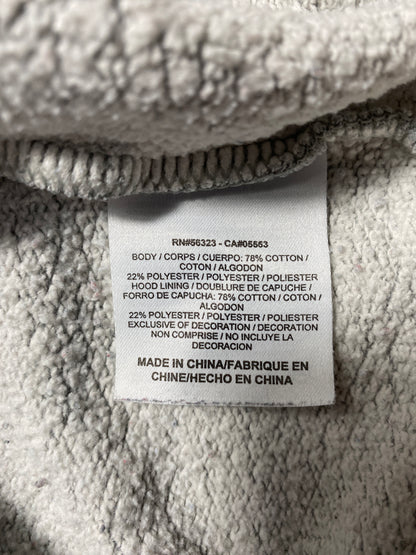 RN#56323 - CA#05553
BODY / CORPS / CUERPO: 78% COTTON /
COTON / ALGODON
22% POLYESTER / POLYESTER / POLIESTER
HOOD LINING / DOUBLURE DE CAPUCHE /
FORRO DE CAPUCHA: 78% COTTON / COTON /
ALGODON
22% POLYESTER / POLYESTER / POLIESTER
EXCLUSIVE OF DECORATION / DECORATION
NON COMPRISE / NO INCLUYE LA
DECORACION
MADE IN CHINA/FABRIQUE EN
CHINE/HECHO EN CHINA